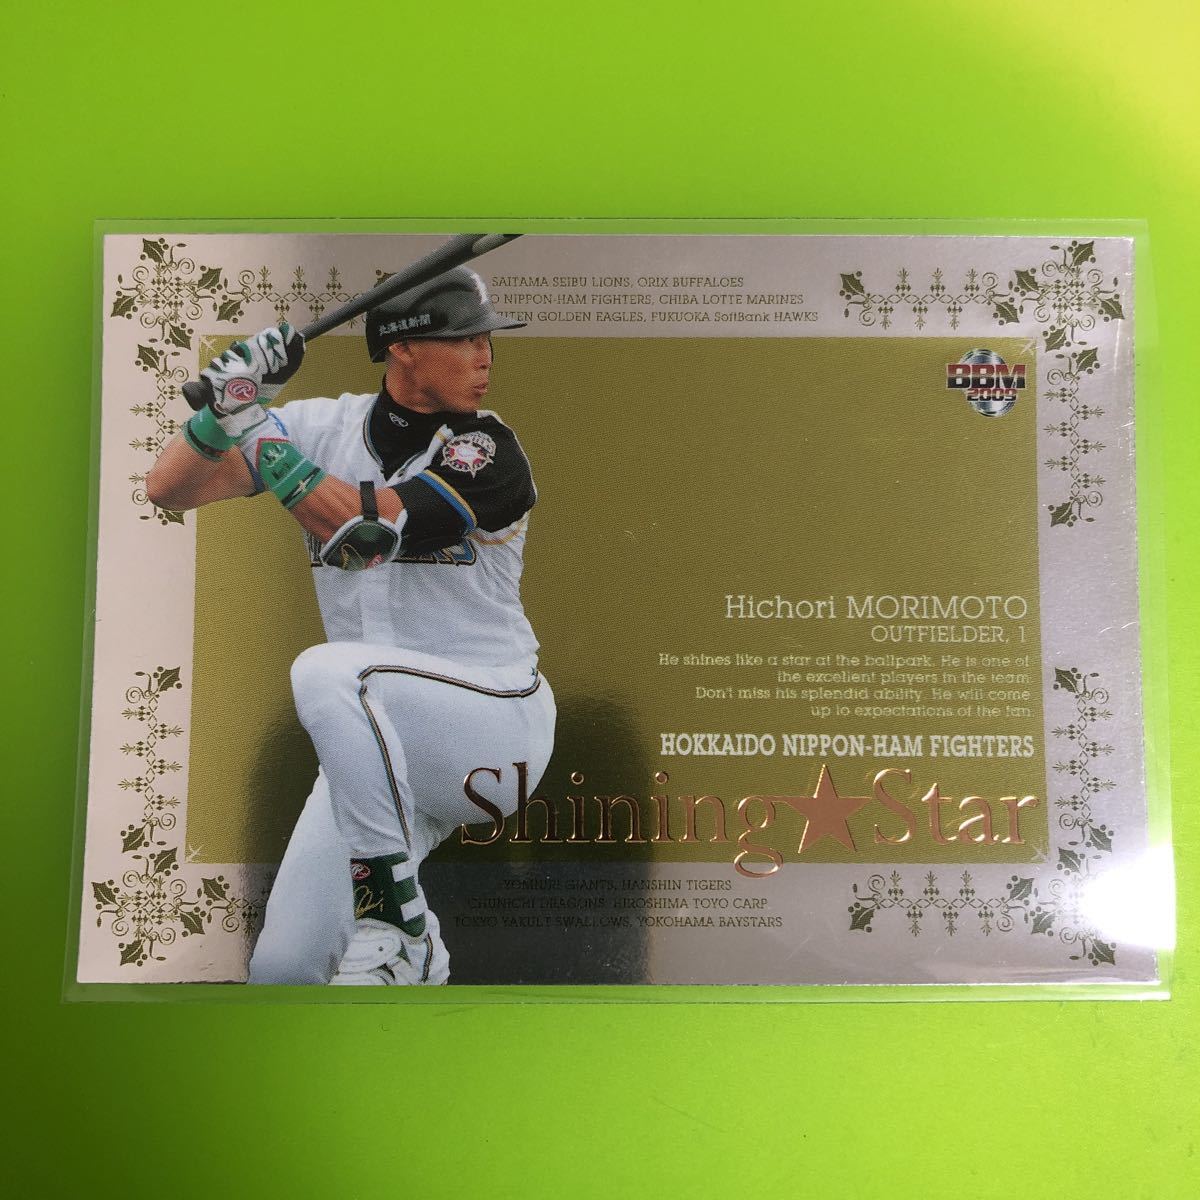 SAITAMA SEIBU LIONS, ORIX BUFFALOES
NIPPON-HAM FIGHTERS, CHIBA LOTTE MARINES
GOLDEN EAGLES, FUKUOKA SoftBank HAWKS
北海道新聞
BBM
2009
Hichori MORIMOTO
OUTFIELDER, 1
He shines like a star at the ballpark. He is one of
the excellent players in the team.
Don't miss his splendid ability. He will come
up to expectations of the fan.
HOKKAIDO NIPPON-HAM FIGHTERS
Shining★Star
YOMIURI GIANTS, HANSHIN TIGERS
CHUNICHI DRAGONS, HIROSHIMA TOYO CARP
TOKYO YAKULT SWALLOWS, YOKOHAMA BAYSTARS